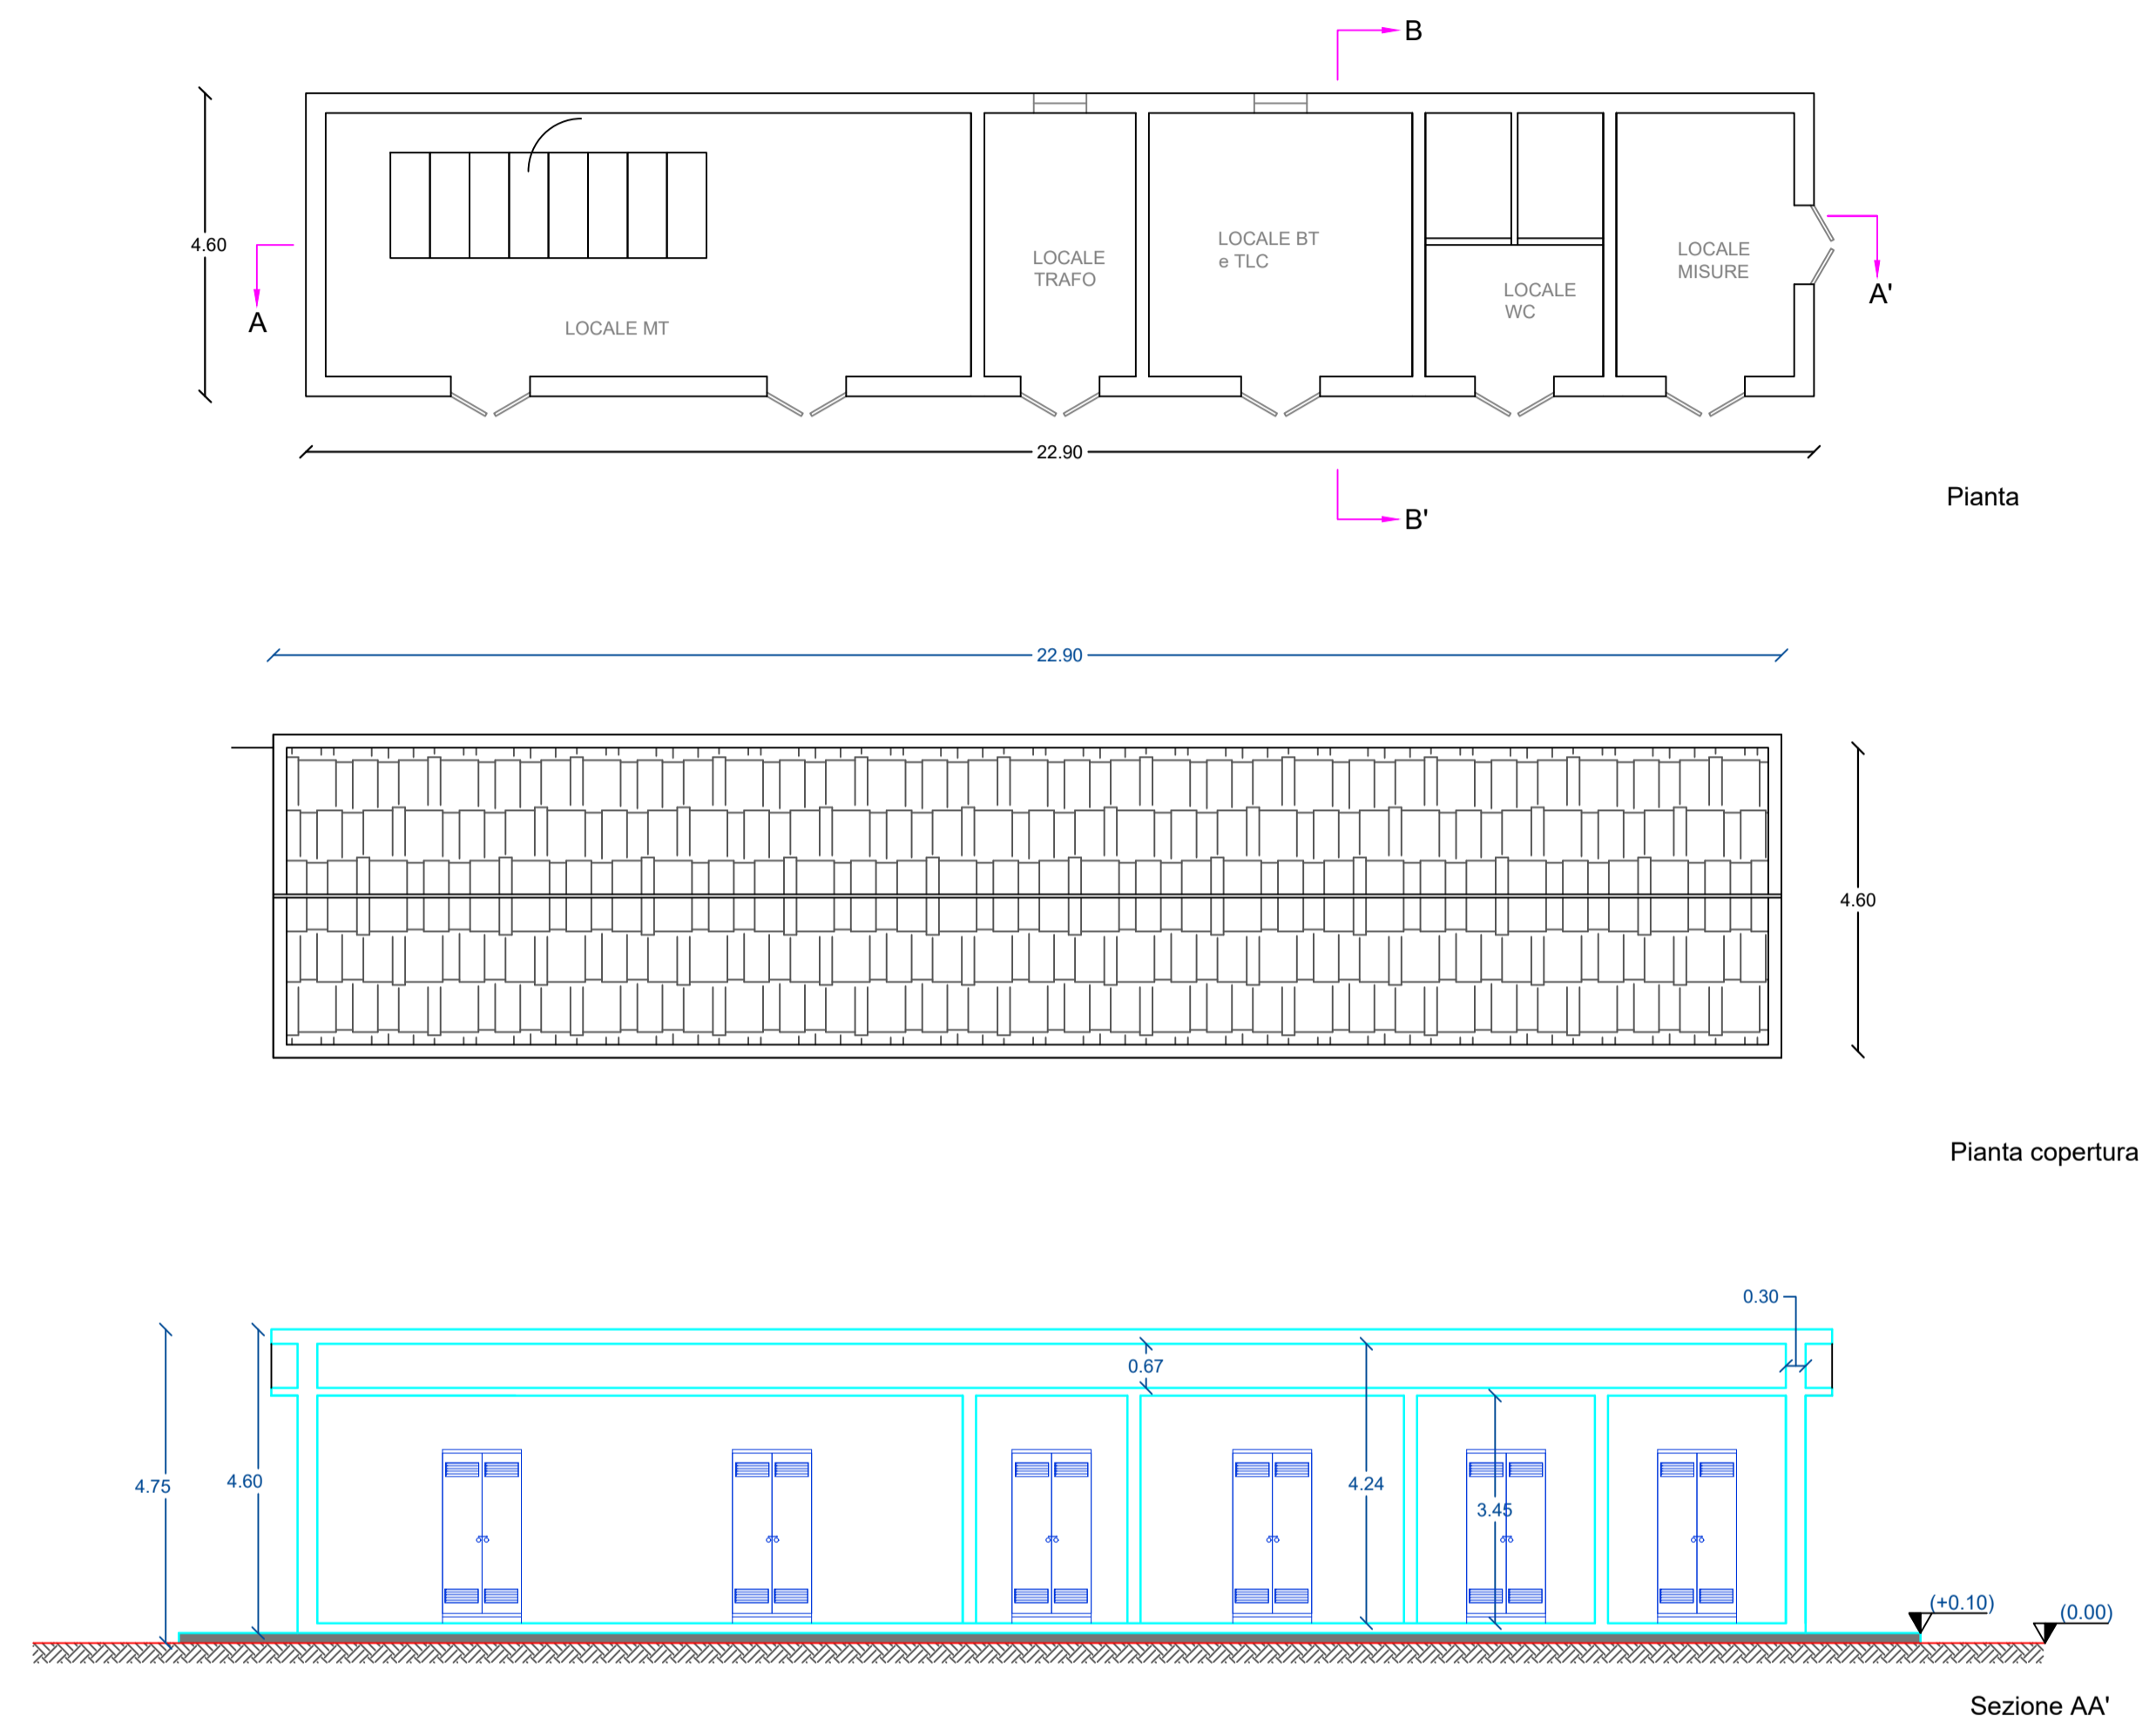 B
4.60
LOCALE BT
e TLC
LOCALE
MISURE
LOCALE
TRAFO
LOCALE
WC
A
A'
LOCALE MT
22.90
Pianta
B'
22.90
4.60
Pianta copertura
0.30
0.67
4.75
4.60
4.24
3.45
(+0.10)
(0.00)
Sezione AA'